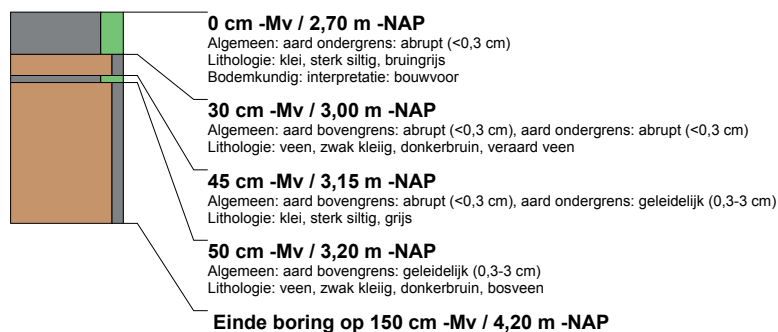 0 cm -Mv / 2,70 m -NAP
Algemeen: aard ondergrens: abrupt (<0,3 cm)
Lithologie: klei, sterk siltig, bruingrijs
Bodemkundig: interpretatie: bouwvoor
30 cm -Mv / 3,00 m -NAP
Algemeen: aard bovengrens: abrupt (<0,3 cm), aard ondergrens: abrupt (<0,3 cm)
Lithologie: veen, zwak kleiig, donkerbruin, veraard veen
45 cm -Mv / 3,15 m -NAP
Algemeen: aard bovengrens: abrupt (<0,3 cm), aard ondergrens: geleidelijk (0,3-3 cm)
Lithologie: klei, sterk siltig, grijs
50 cm -Mv / 3,20 m -NAP
Algemeen: aard bovengrens: geleidelijk (0,3-3 cm)
Lithologie: veen, zwak kleiig, donkerbruin, bosveen
Einde boring op 150 cm -Mv / 4,20 m -NAP